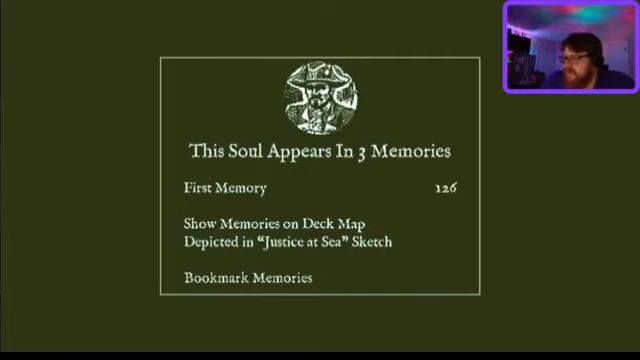 This Soul Appears In 3 Memories
First Memory 126
Show Memories on Deck Map
Depicted in “Justice at Sea” Sketch
Bookmark Memories